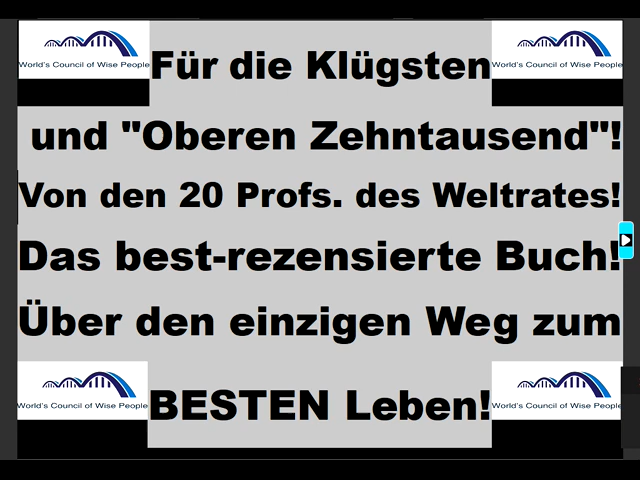 World's Council of Wise People
Für die Klügsten
World's Council of Wise People
und "Oberen Zehntausend"!
Von den 20 Profs. des Weltrates!
Das best-rezensierte Buch!
Über den einzigen Weg zum
World's Council of Wise People
BESTEN Leben!
World's Council of Wise People